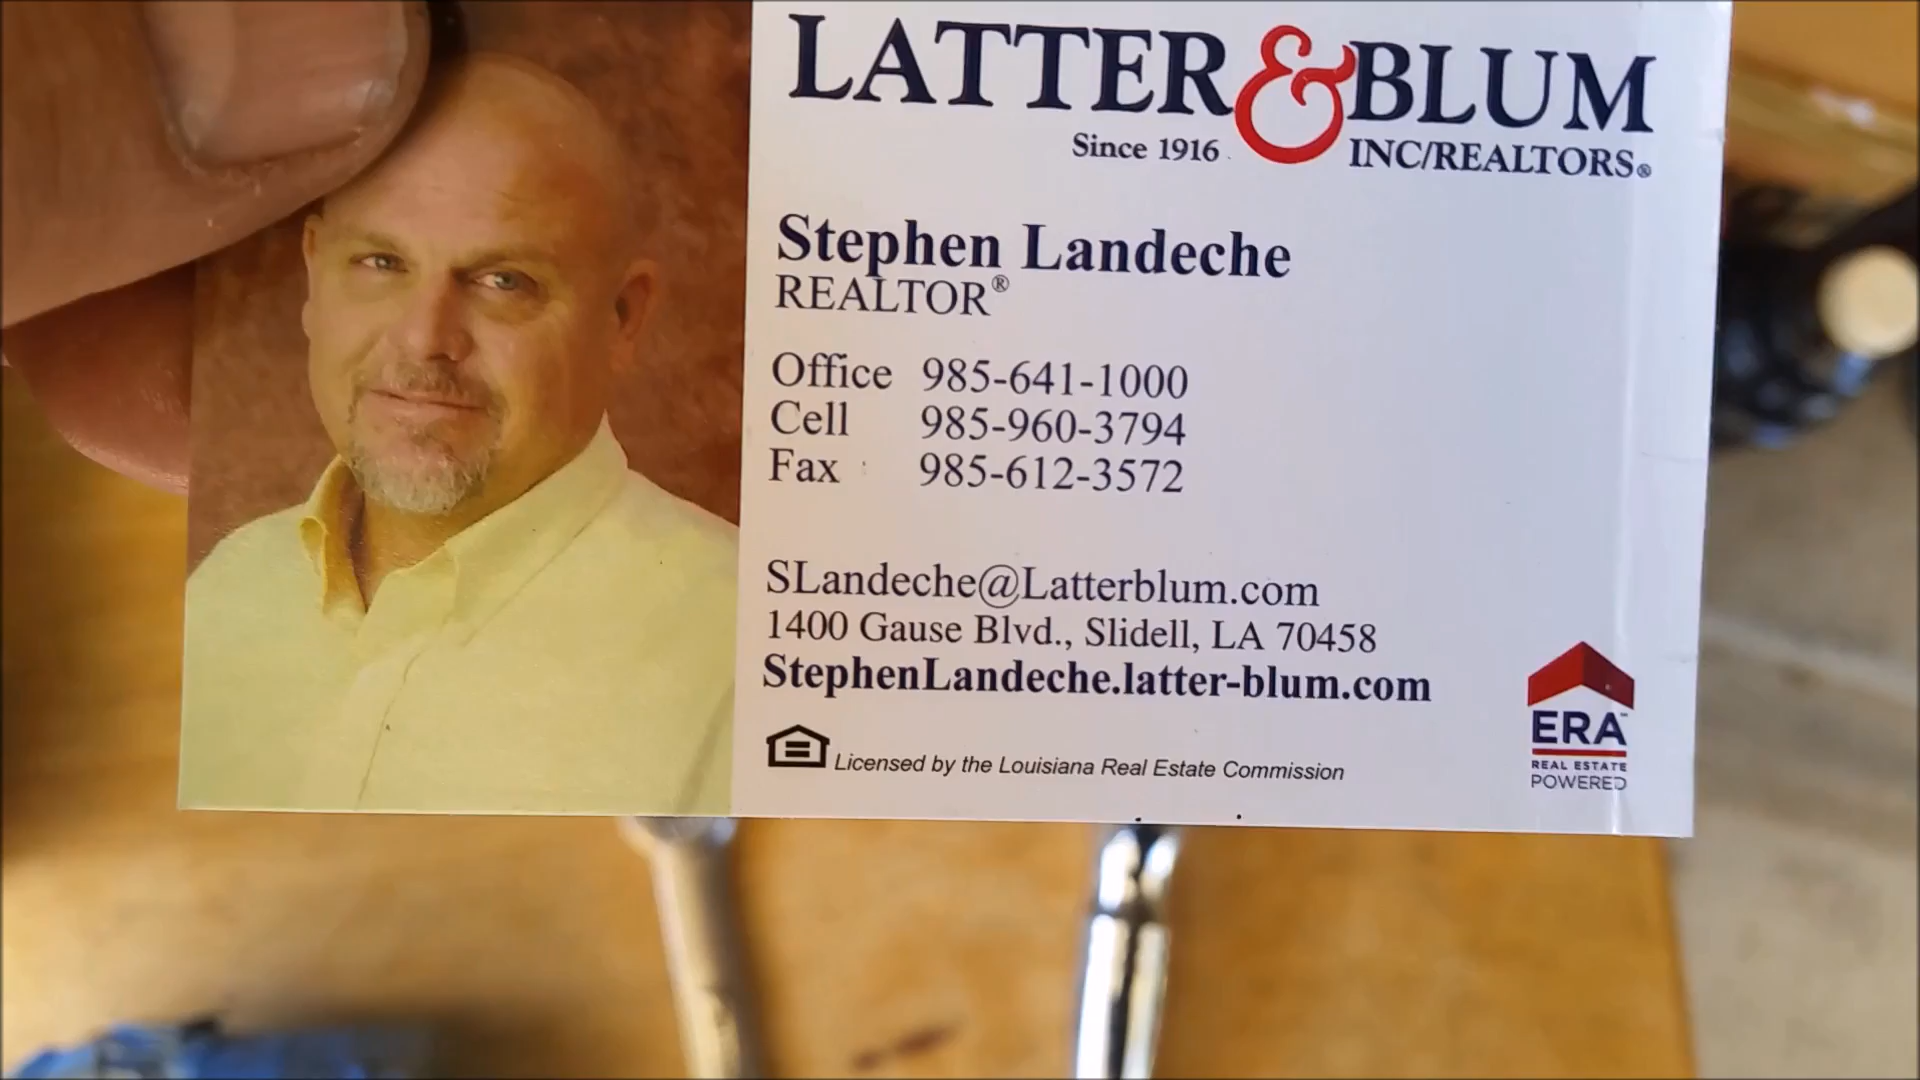 LATTER & BLUM
Since 1916 INC/REALTORS®
Stephen Landeche
REALTOR®
Office 985-641-1000
Cell 985-960-3794
Fax 985-612-3572
SLandeche@Latterblum.com
1400 Gause Blvd., Slidell, LA 70458
StephenLandeche.latter-blum.com
Licensed by the Louisiana Real Estate Commission
ERA™
REAL ESTATE
POWERED